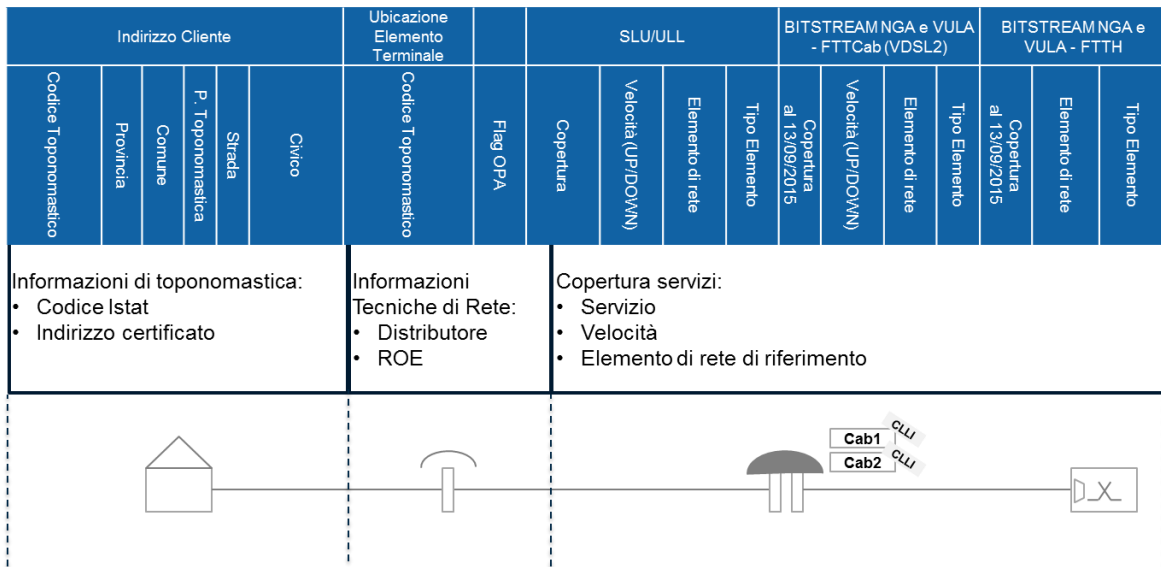 Indirizzo Cliente
Ubicazione
Elemento
Terminale
SLU/ULL
BITSTREAM NGA e VULA
- FTTCab (VDSL2)
BITSTREAM NGA e
VULA - FTTH
Codice Toponomastico
Provincia
Comune
P. Toponomastica
Strada
Civico
Codice Toponomastico
Flag OPA
Copertura
Velocità (UP/DOWN)
Elemento di rete
Tipo Elemento
Copertura
al 13/09/2015
Velocità (UP/DOWN)
Elemento di rete
Tipo Elemento
Copertura
al 13/09/2015
Elemento di rete
Tipo Elemento
Informazioni di toponomastica:
• Codice Istat
• Indirizzo certificato
Informazioni
Tecniche di Rete:
• Distributore
• ROE
Copertura servizi:
• Servizio
• Velocità
• Elemento di rete di riferimento
Cab1
CLLI
Cab2
CLLI